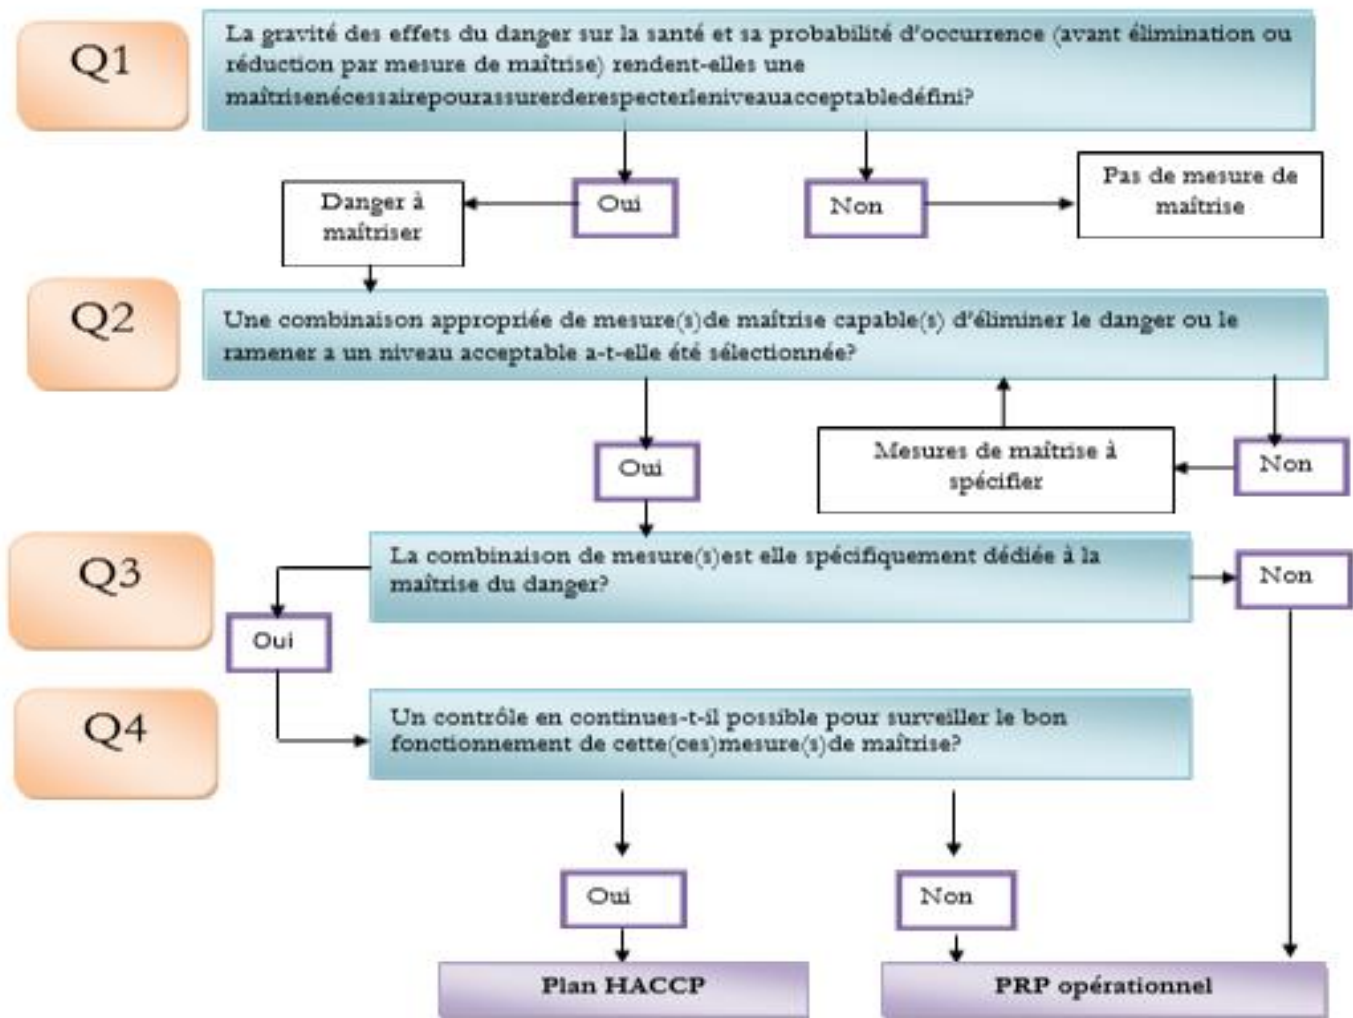 Q1
La gravité des effets du danger sur la santé et sa probabilité d'occurrence (avant élimination ou
réduction par mesure de maîtrise) rendent-elles une
maîtrisenécessairepourassurerderespecterleniveauacceptabledéfini?
Danger à
maîtriser
Oui
Non
Pas de mesure de
maîtrise
Q2
Une combinaison appropriée de mesure(s)de maîtrise capable(s) d'éliminer le danger ou le
ramener a un niveau acceptable a-t-elle été sélectionnée?
Oui
Mesures de maîtrise à
spécifier
Non
Q3
La combinaison de mesure(s)est elle spécifiquement dédiée à la
maîtrise du danger?
Non
Oui
Q4
Un contrôle en continues-t-il possible pour surveiller le bon
fonctionnement de cette(ces)mesure(s)de maîtrise?
Oui
Non
Plan HACCP
PRP opérationnel